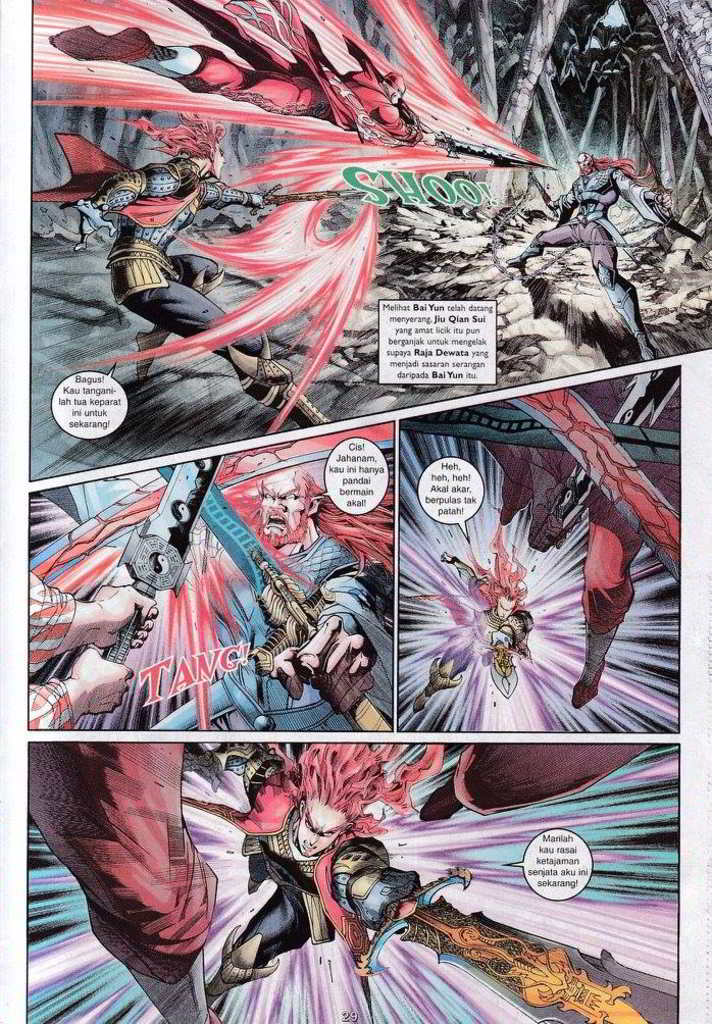 SHOO!
Melihat Bai Yun telah datang
menyerang, Jiu Qian Sui
yang amat licik itu pun
berganjak untuk mengelak
supaya Raja Dewata yang
menjadi sasaran serangan
daripada Bai Yun itu.
Bagus!
Kau tangani-
lah tua keparat
ini untuk
sekarang!
Cis!
Jahanam,
kau ini hanya
pandai
bermain
akal!
TANG!
Heh,
heh, heh!
Akal akar,
berpulas tak
patah!
Marilah
kau rasai
ketajaman
senjata aku ini
sekarang!
29